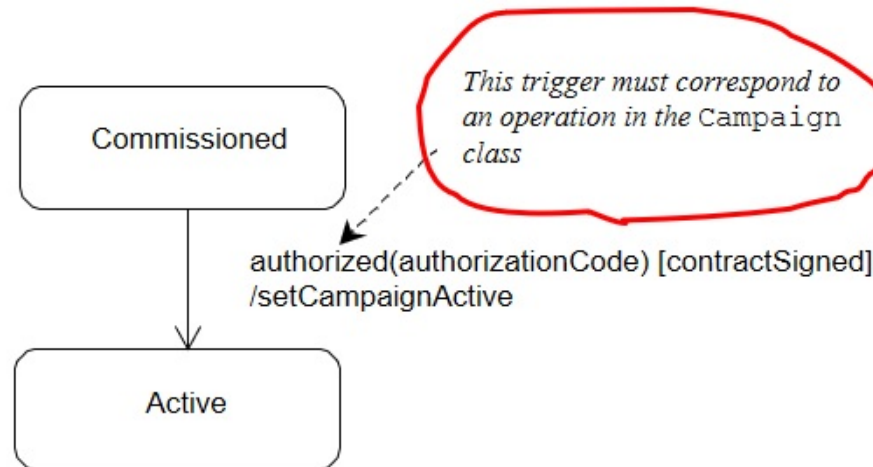 This trigger must correspond to
an operation in the Campaign
class
Commissioned
authorized(authorizationCode) [contractSigned]
/setCampaignActive
Active